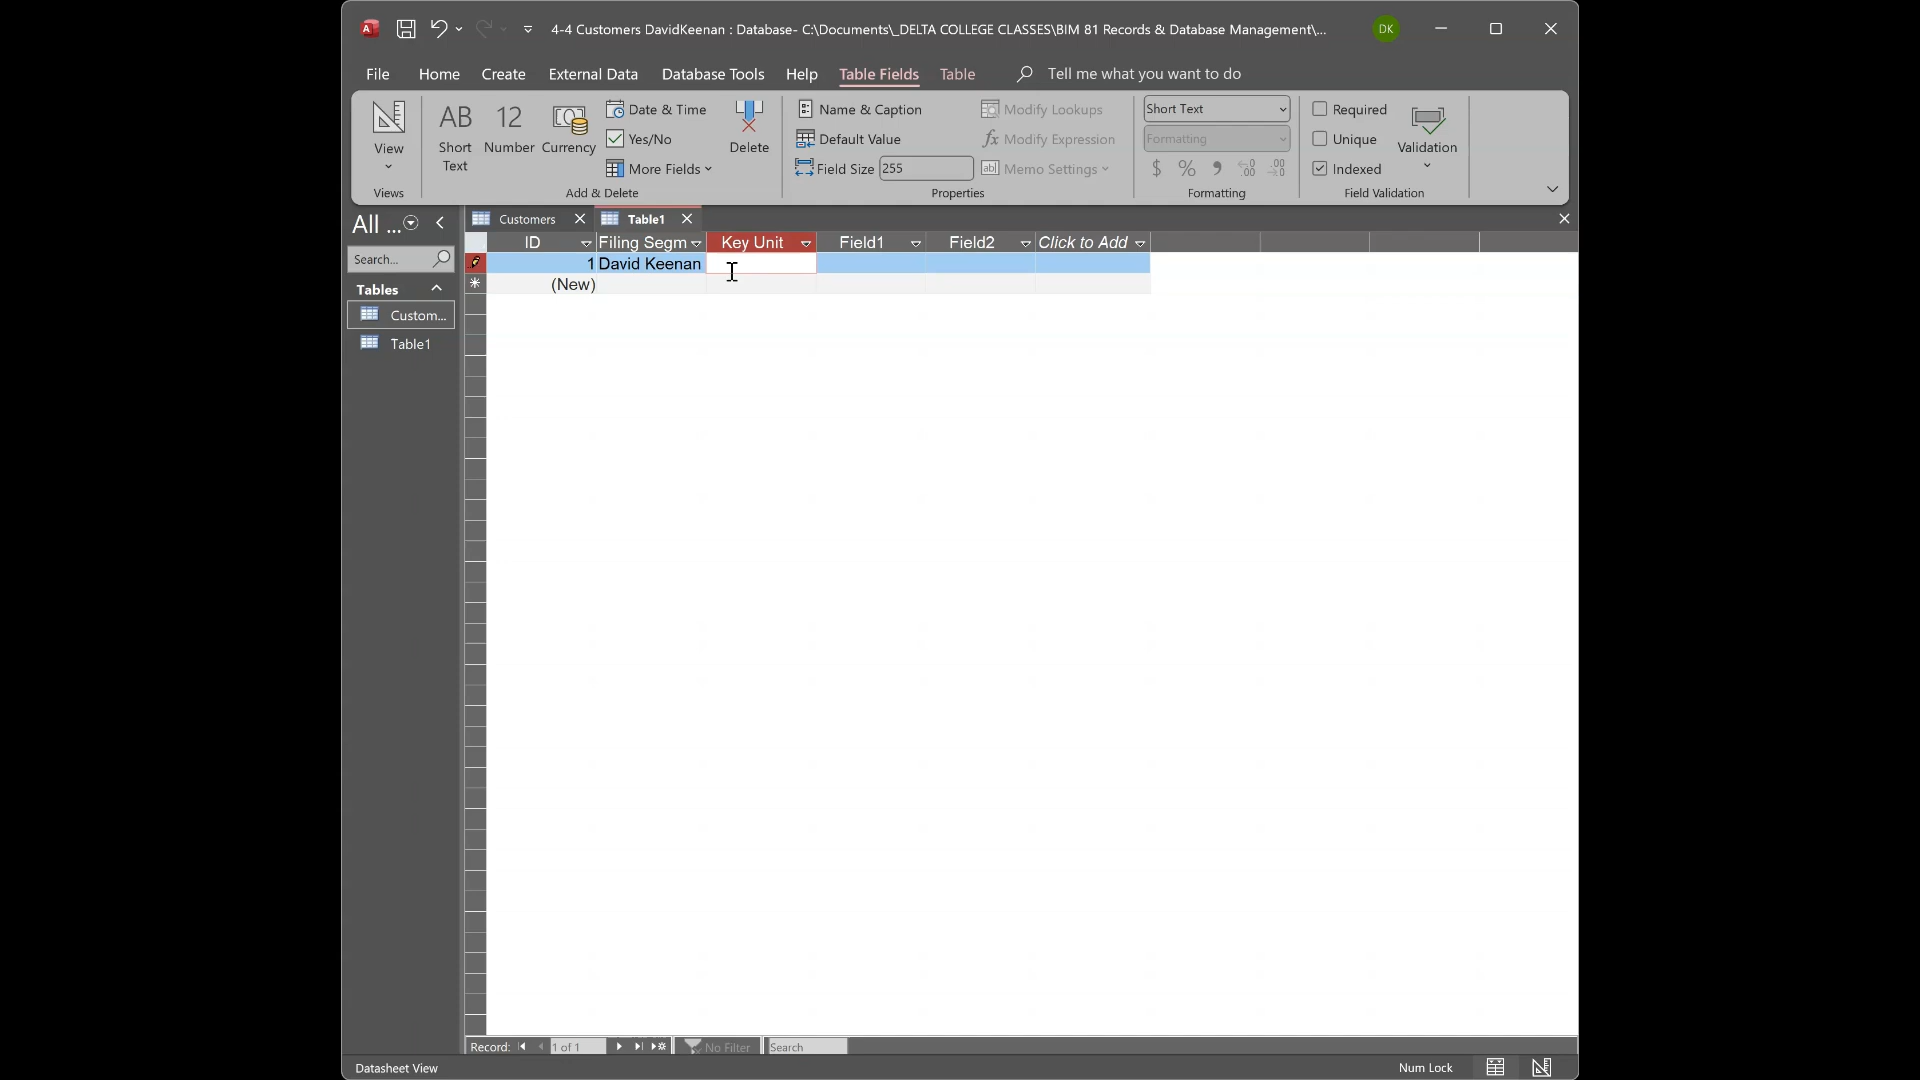 4-4 Customers DavidKeenan : Database- C:\Documents\_DELTA COLLEGE CLASSES\BIM 81 Records & Database Management\... DK
File Home Create External Data Database Tools Help Table Fields Table Tell me what you want to do
View
Views
AB Short Text
12 Number
Currency
Date & Time
Yes/No
More Fields
Delete
Add & Delete
Name & Caption
Default Value
Field Size 255
Modify Lookups
fx Modify Expression
ab Memo Settings
Properties
Short Text
Formatting
$ % , .0 .00
Formatting
Required
Unique
Indexed
Validation
Field Validation
All ...
Search...
Tables
Custom...
Table1
Customers Table1
ID Filing Segm Key Unit Field1 Field2 Click to Add
1 David Keenan
(New)
Record: 1 of 1 No Filter Search
Datasheet View Num Lock